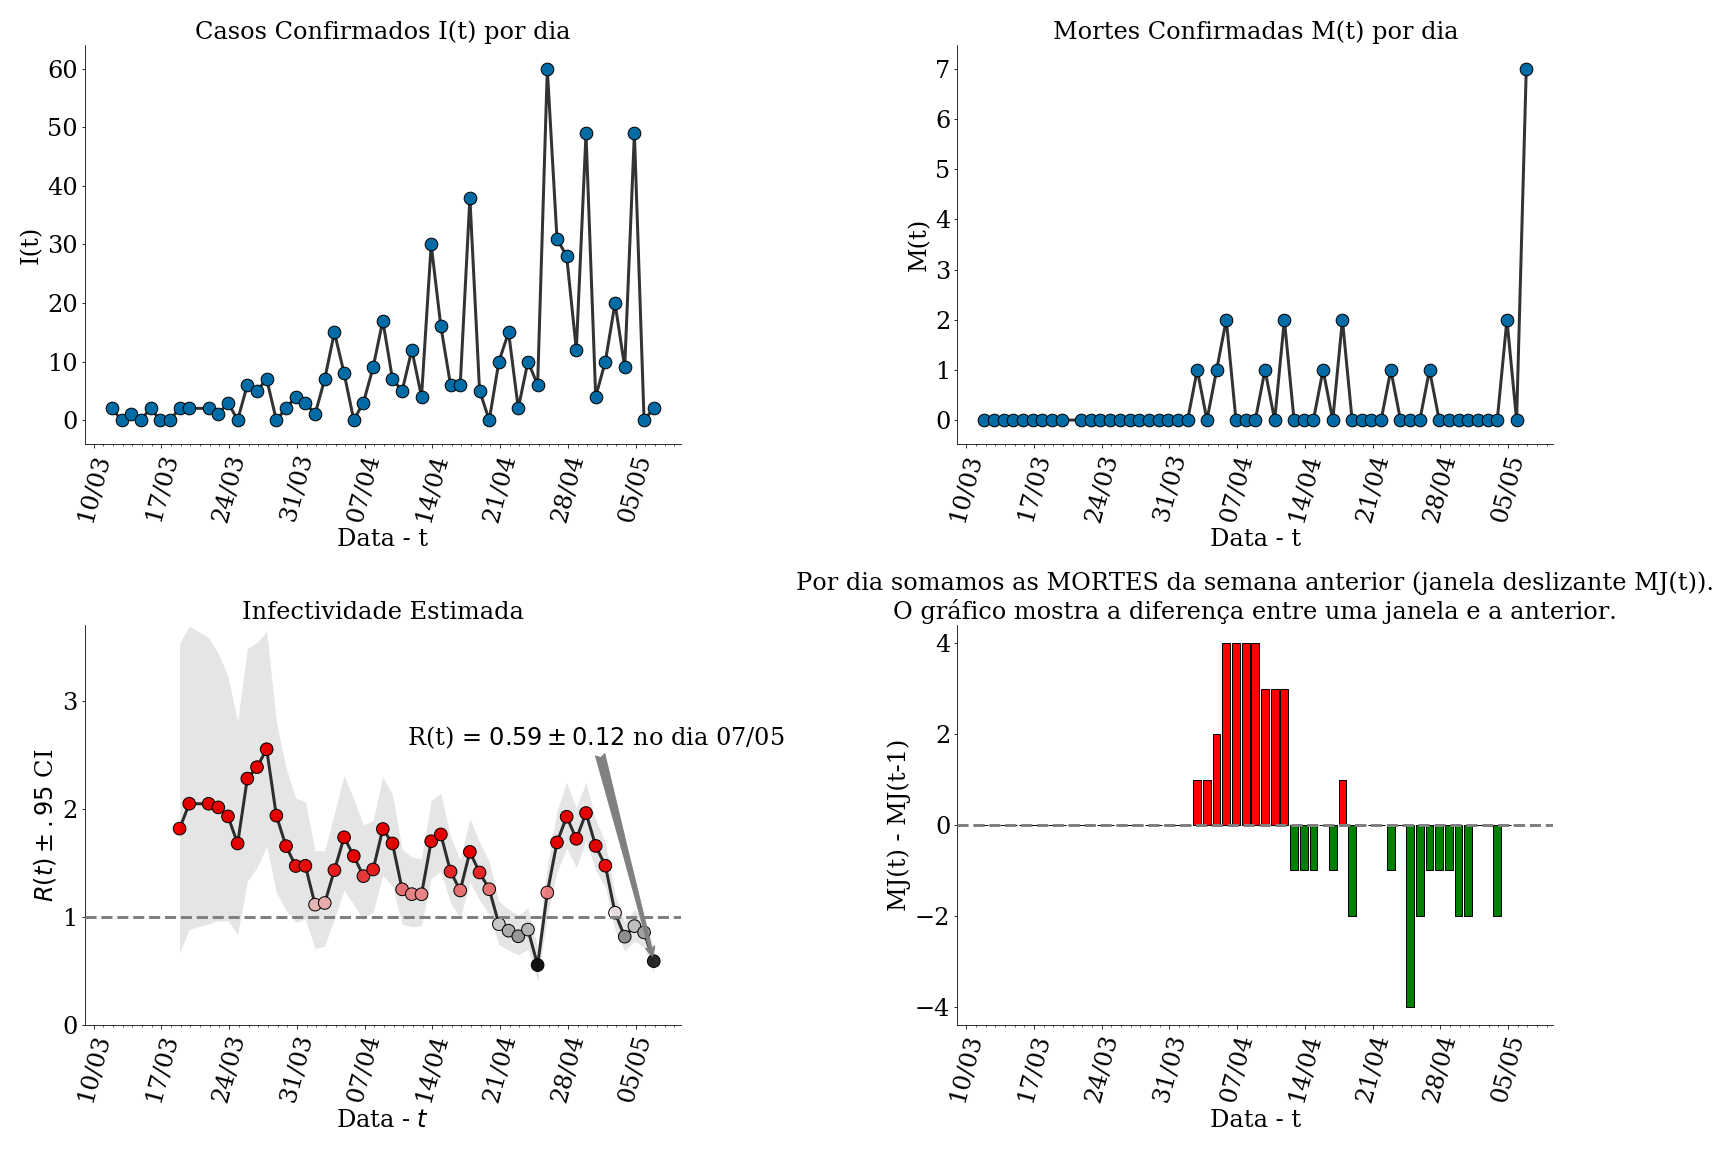 Casos Confirmados I(t) por dia
I(t)
60
50
40
30
20
10
0
10/03 17/03 24/03 31/03 07/04 14/04 21/04 28/04 05/05
Data - t
Mortes Confirmadas M(t) por dia
M(t)
7
6
5
4
3
2
1
0
10/03 17/03 24/03 31/03 07/04 14/04 21/04 28/04 05/05
Data - t
Infectividade Estimada
R(t) ± .95 CI
3
2
1
0
R(t) = 0.59 ± 0.12 no dia 07/05
10/03 17/03 24/03 31/03 07/04 14/04 21/04 28/04 05/05
Data - t
Por dia somamos as MORTES da semana anterior (janela deslizante MJ(t)).
O gráfico mostra a diferença entre uma janela e a anterior.
MJ(t) - MJ(t-1)
4
2
0
−2
−4
10/03 17/03 24/03 31/03 07/04 14/04 21/04 28/04 05/05
Data - t